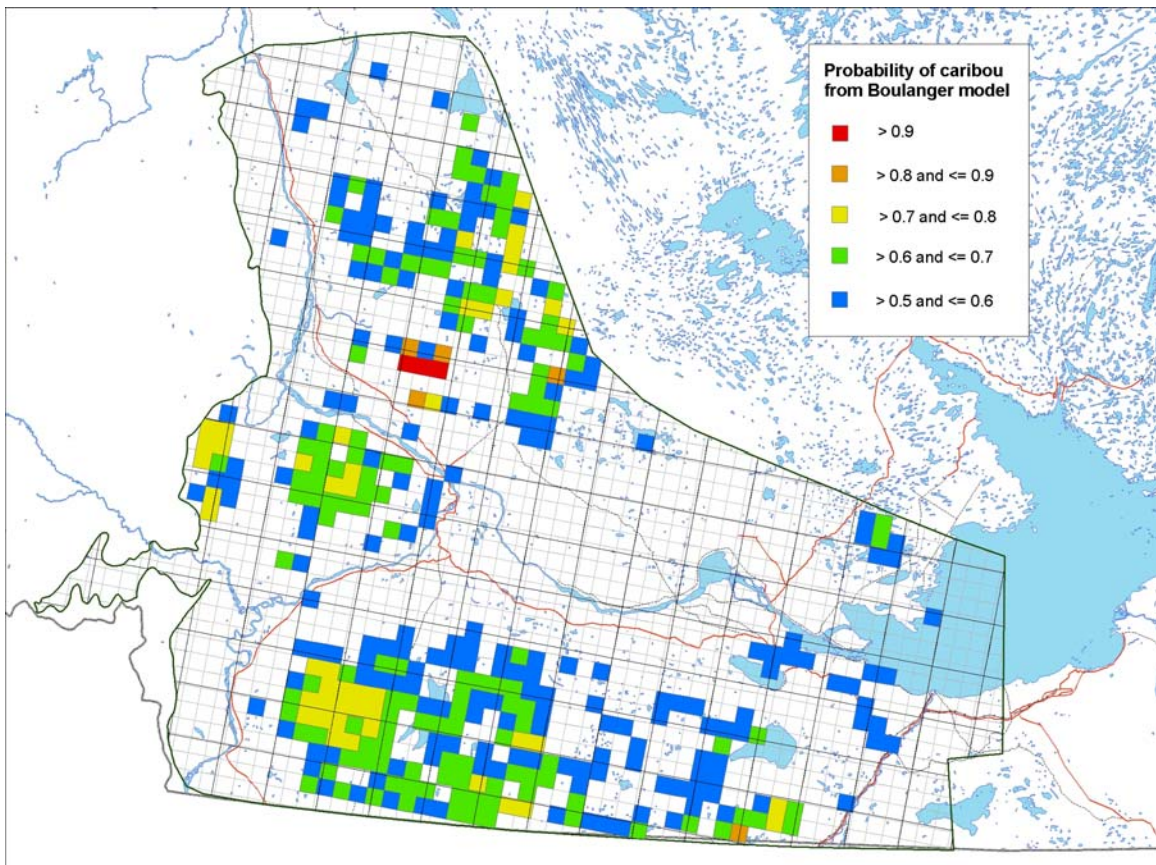 Probability of caribou
from Boulanger model
> 0.9
> 0.8 and <= 0.9
> 0.7 and <= 0.8
> 0.6 and <= 0.7
> 0.5 and <= 0.6